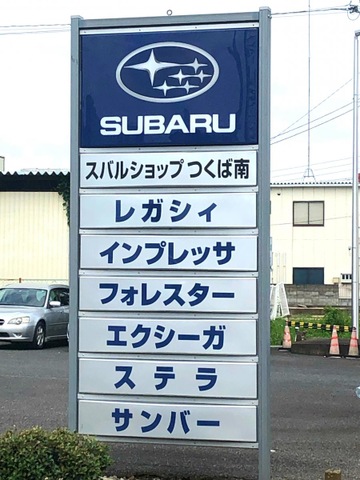 SUBARU
スバルショップつくば南
レガシィ
インプレッサ
フォレスター
エクシーガ
ステラ
サンバー